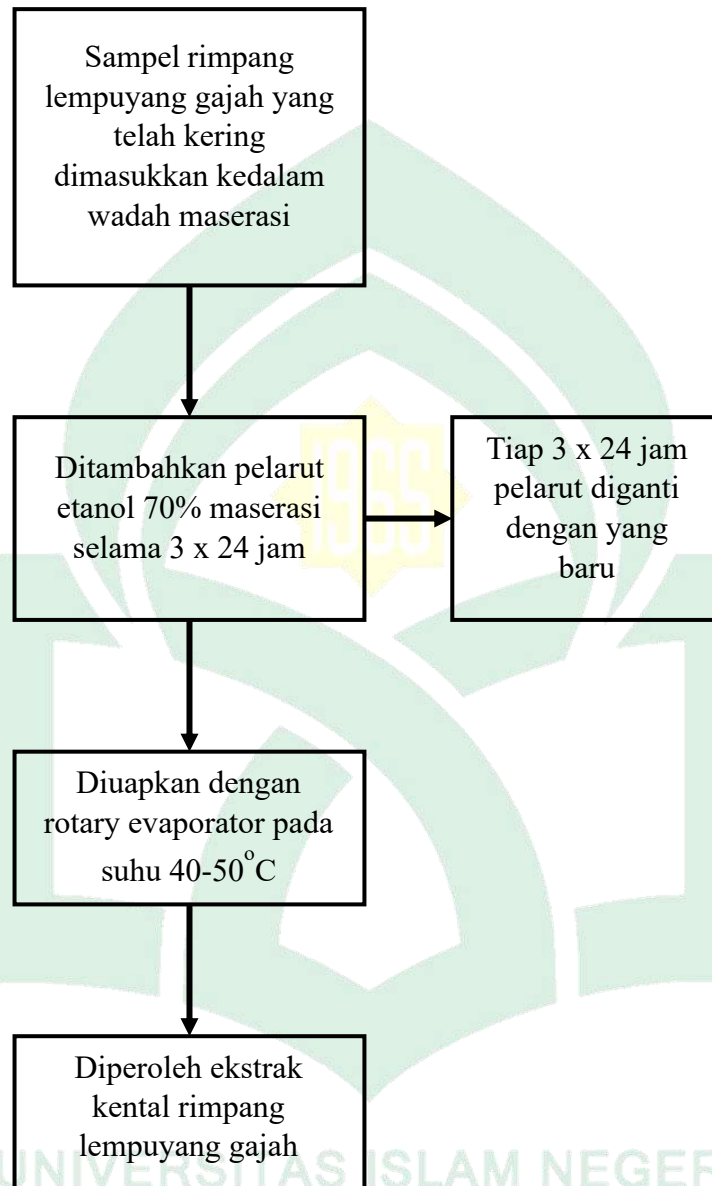 Sampel rimpang
lempuyang gajah yang
telah kering
dimasukkan kedalam
wadah maserasi
Ditambahkan pelarut
etanol 70% maserasi
selama 3 x 24 jam
Tiap 3 x 24 jam
pelarut diganti
dengan yang
baru
1965
Diuapkan dengan
rotary evaporator pada
suhu 40-50°C
Diperoleh ekstrak
kental rimpang
lempuyang gajah
UNIVERSITAS ISLAM NEGER